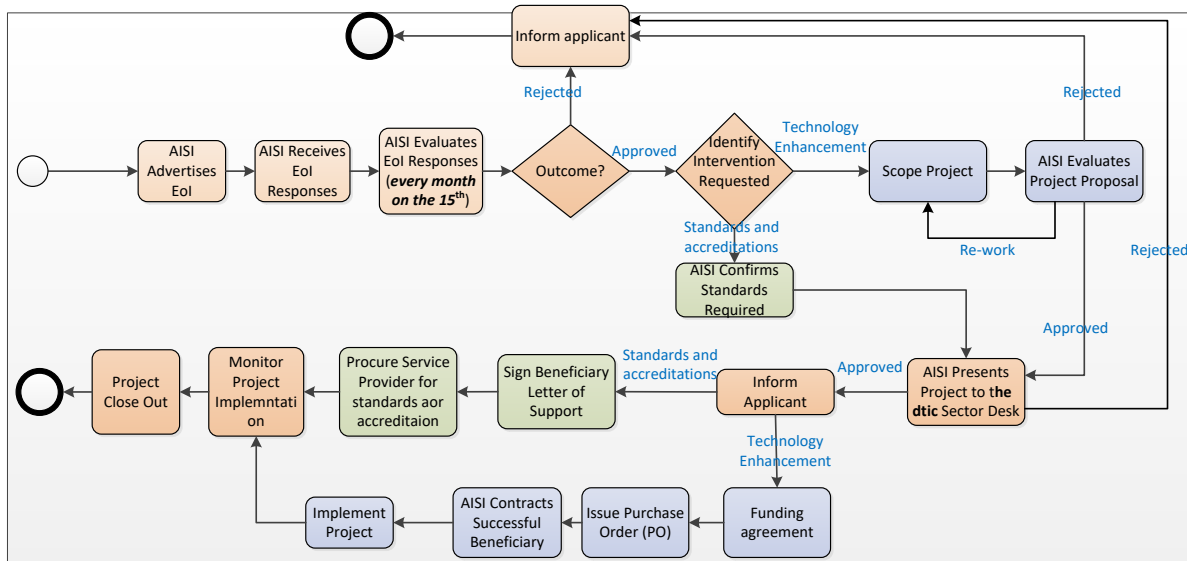 Inform applicant
Rejected
Rejected
AISI
Advertises
EoI
AISI Receives
EoI
Responses
AISI Evaluates
EoI Responses
(every month
on the 15th)
Outcome?
Approved
Identify
Intervention
Requested
Technology
Enhancement
Scope Project
AISI Evaluates
Project Proposal
Re-work
Rejected
Standards and
accreditations
AISI Confirms
Standards
Required
Approved
Project
Close Out
Monitor
Project
Implemntati
on
Procure Service
Provider for
standards aor
accreditaion
Sign Beneficiary
Letter of
Support
Standards and
accreditations
Inform
Applicant
Approved
AISI Presents
Project to the
dtic Sector Desk
Technology
Enhancement
Implement
Project
AISI Contracts
Successful
Beneficiary
Issue Purchase
Order (PO)
Funding
agreement